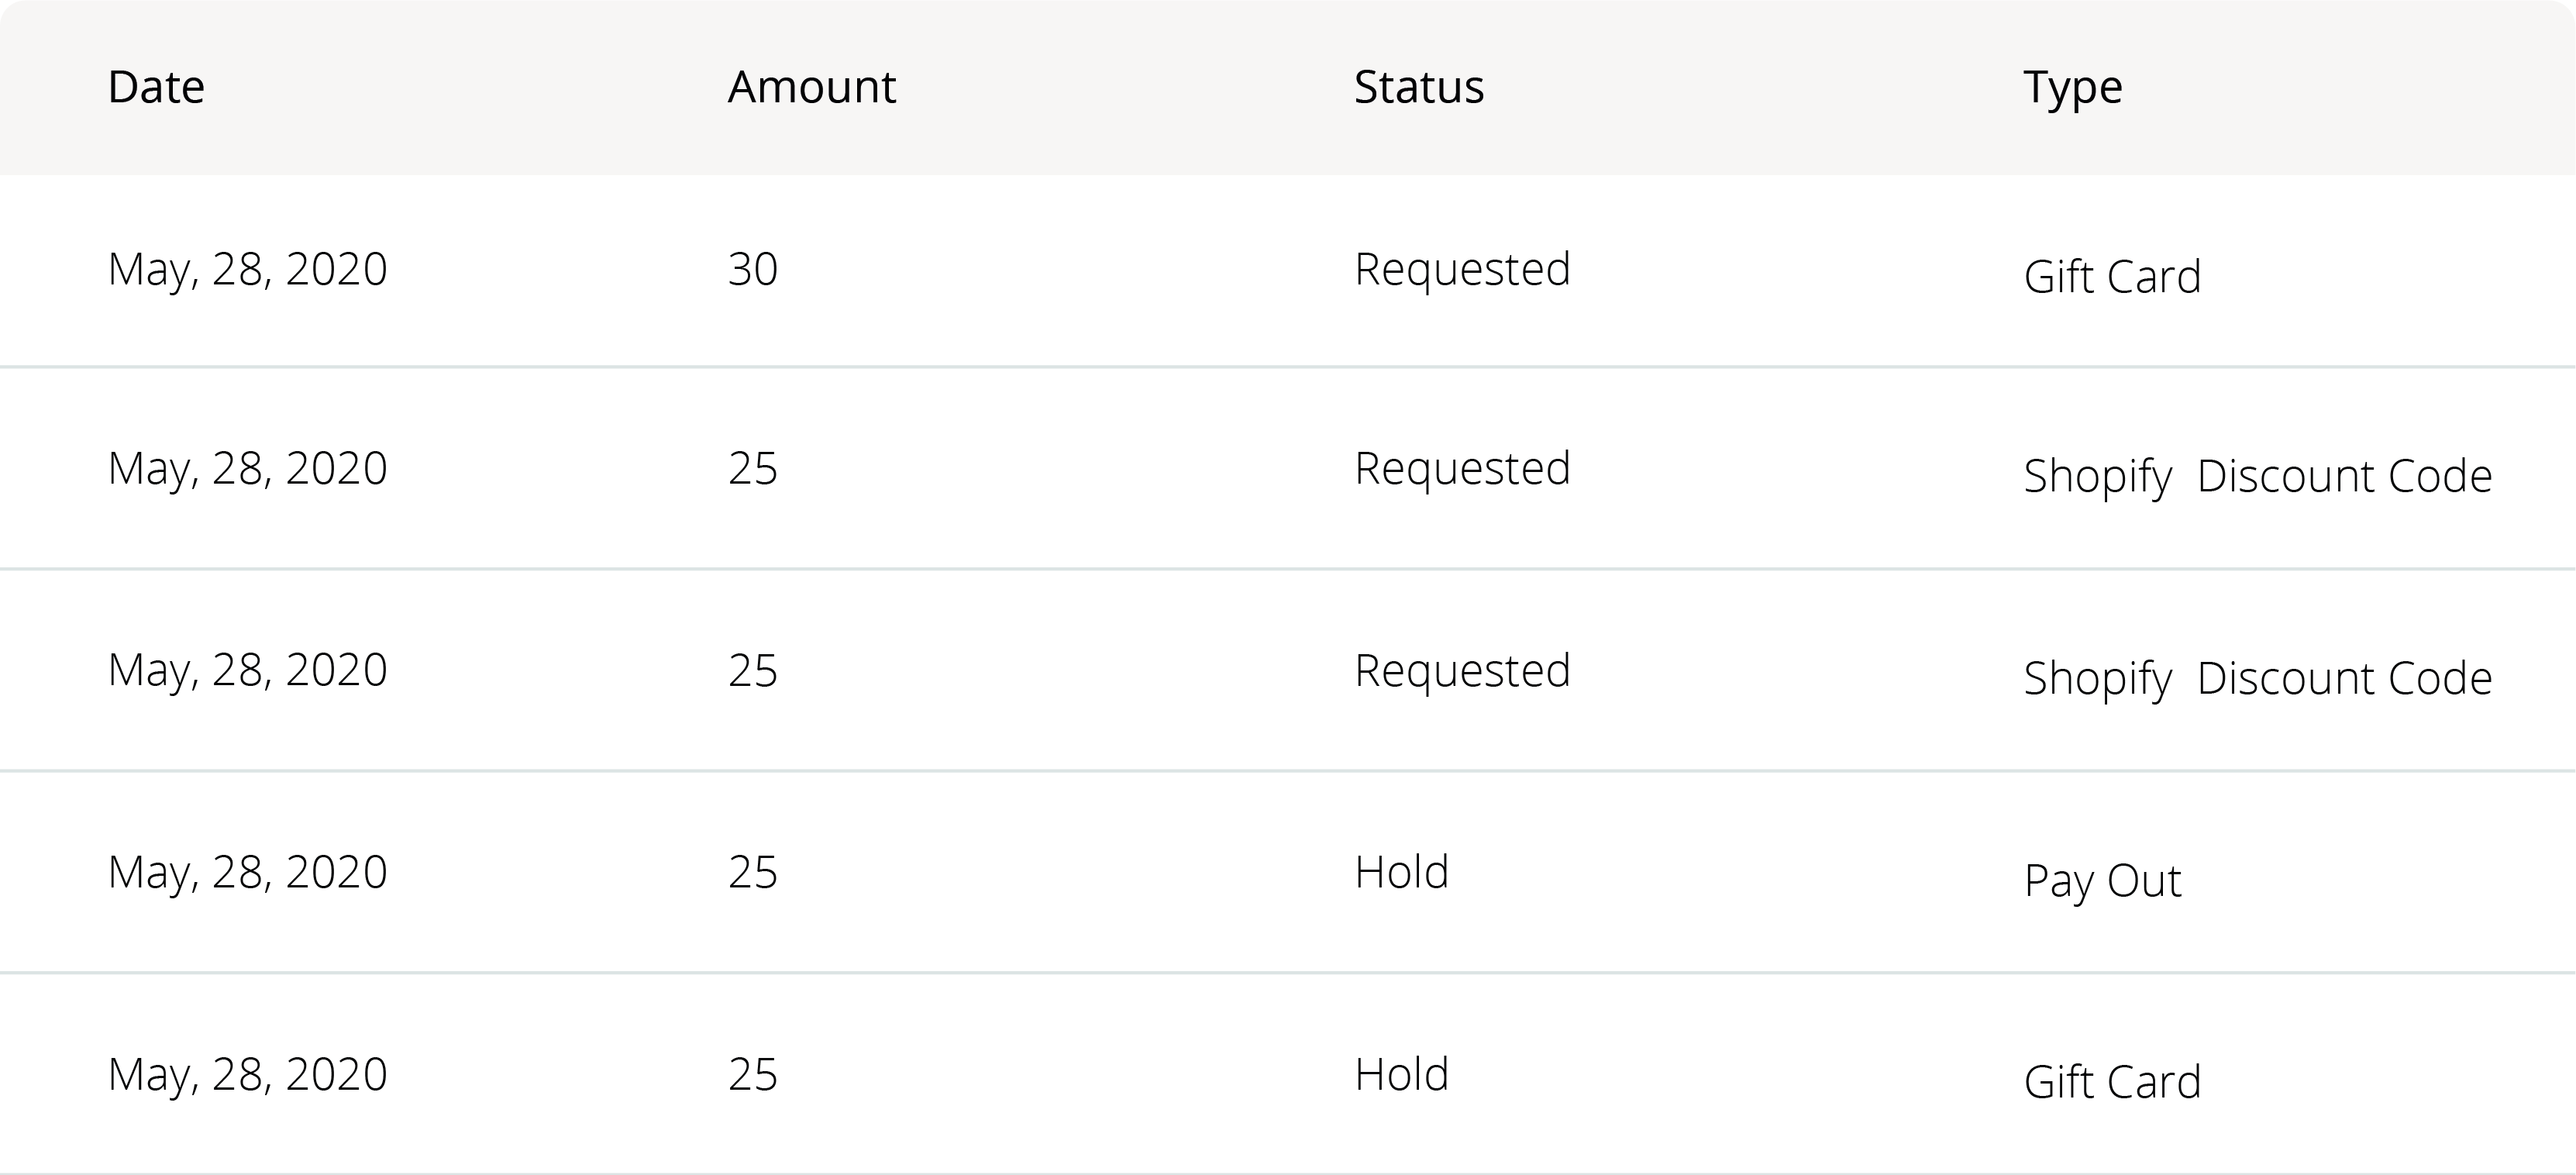 Date Amount Status Type
May, 28, 2020 30 Requested Gift Card
May, 28, 2020 25 Requested Shopify  Discount Code
May, 28, 2020 25 Requested Shopify  Discount Code
May, 28, 2020 25 Hold Pay Out
May, 28, 2020 25 Hold Gift Card